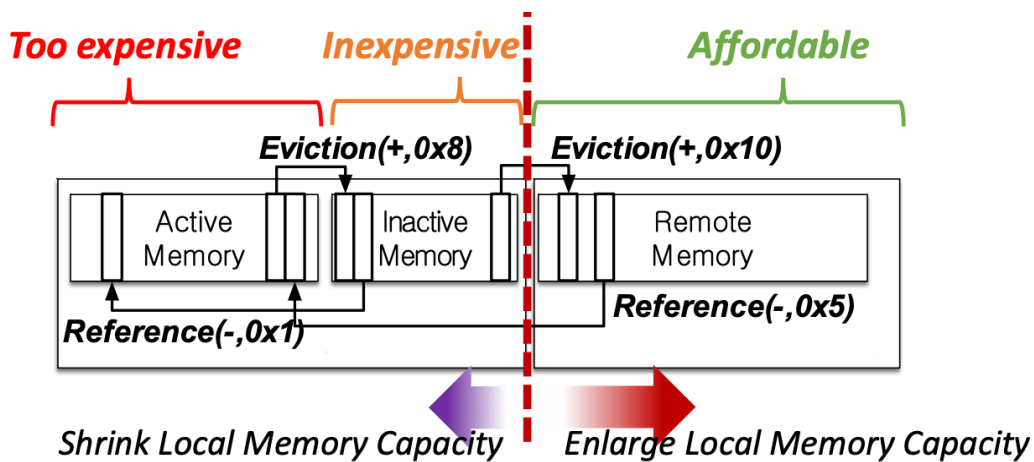 Too expensive
Inexpensive
Affordable
Eviction(+,0x8)
Eviction(+,0x10)
Active
Memory
Inactive
Memory
Remote
Memory
Reference(-,0x1)
Reference(-,0x5)
Shrink Local Memory Capacity
Enlarge Local Memory Capacity